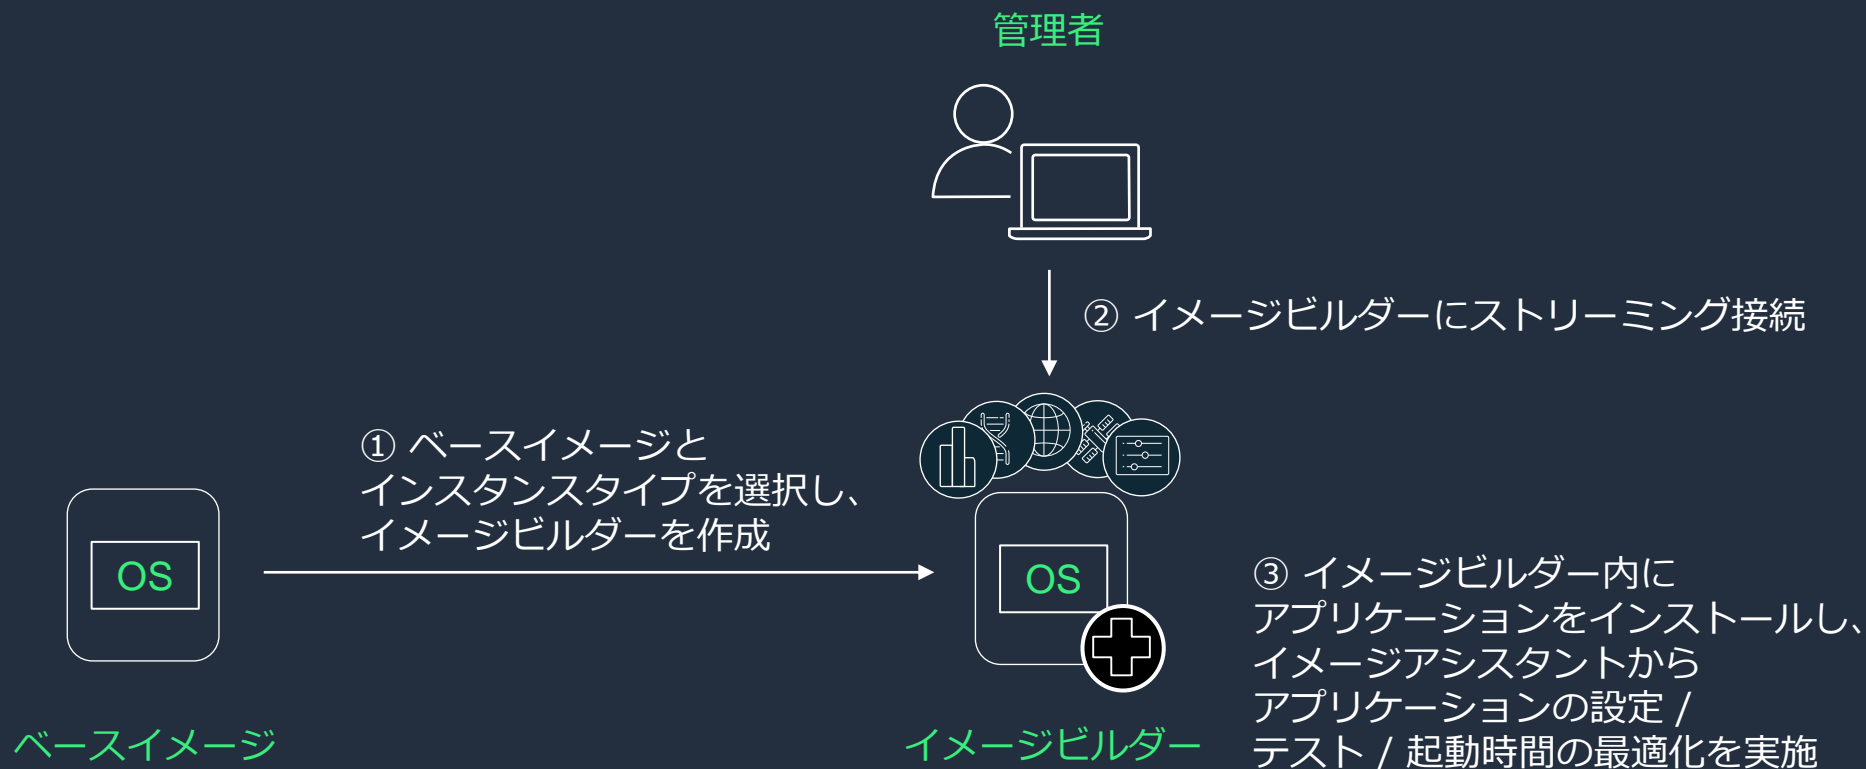 管理者
② イメージビルダーにストリーミング接続
① ベースイメージと
インスタンスタイプを選択し、
イメージビルダーを作成
OS
OS
③ イメージビルダー内に
アプリケーションをインストールし、
イメージアシスタントから
アプリケーションの設定 /
テスト / 起動時間の最適化を実施
ベースイメージ
イメージビルダー